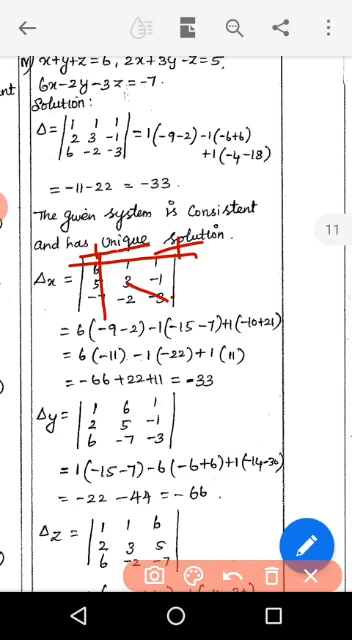 iv) x+y+z=6, 2x+3y-z=5,
6x-2y-3z=-7.
Solution:
Δ= | 1 1 1 | = 1(-9-2)-1(-6+6)
| 2 3 -1 | +1(-4-18)
| 6 -2 -3 |
= -11-22 = -33.
The given system is consistent
and has Unique Solution.
11
Δx = | 6 1 1 |
| 5 3 -1 |
| -7 -2 -3 |
= 6(-9-2)-1(-15-7)+1(-10+21)
= 6(-11)-1(-22)+1(11)
= -66+22+11 = -33
Δy = | 1 6 1 |
| 2 5 -1 |
| 6 -7 -3 |
= 1(-15-7)-6(-6+6)+1(-14-30)
= -22 -44 = -66.
Δz = | 1 1 6 |
| 2 3 5 |
| 6 -2 -7 |